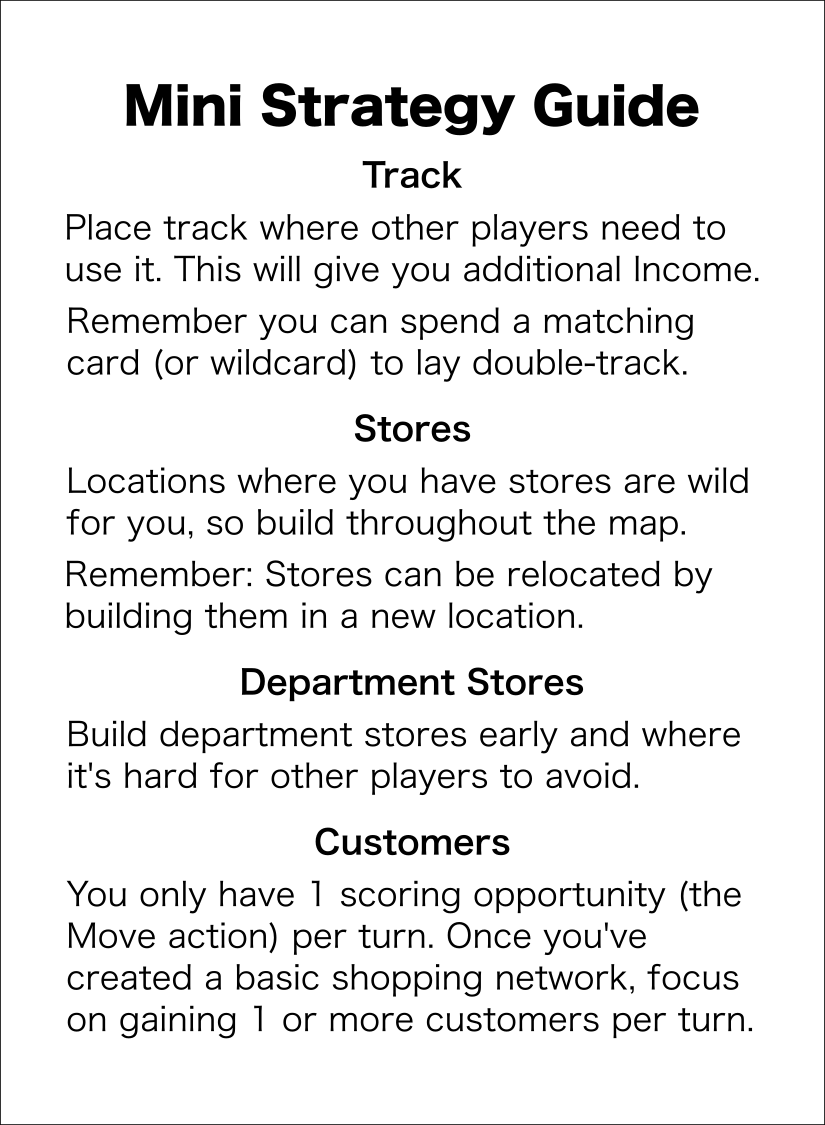 Mini Strategy Guide
Track
Place track where other players need to
use it. This will give you additional Income.
Remember you can spend a matching
card (or wildcard) to lay double-track.
Stores
Locations where you have stores are wild
for you, so build throughout the map.
Remember: Stores can be relocated by
building them in a new location.
Department Stores
Build department stores early and where
it's hard for other players to avoid.
Customers
You only have 1 scoring opportunity (the
Move action) per turn. Once you've
created a basic shopping network, focus
on gaining 1 or more customers per turn.